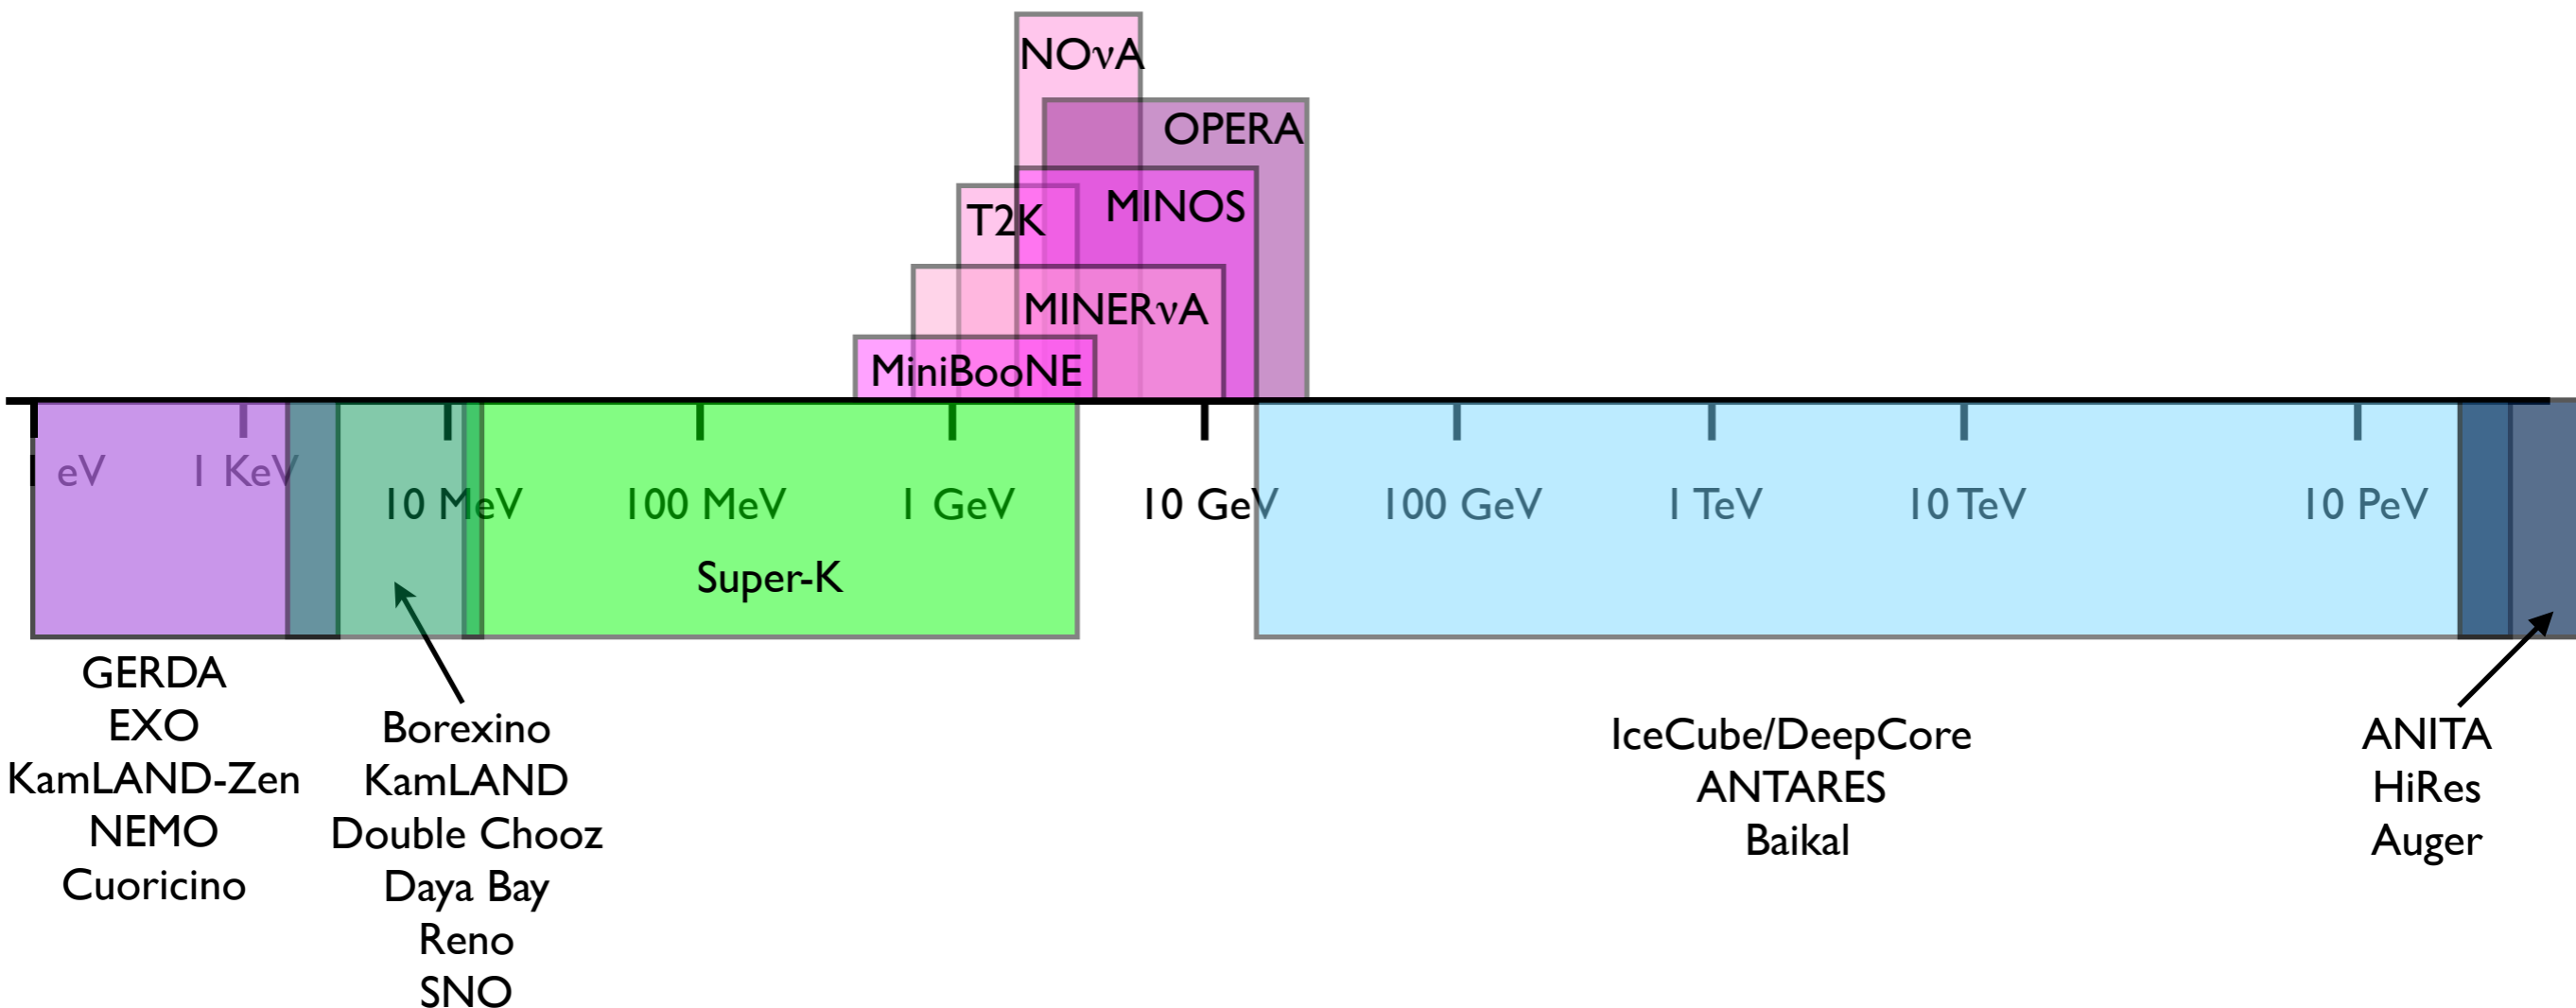 NOνA
OPERA
MINOS
T2K
MINERνA
MiniBooNE
1 eV
1 KeV
10 MeV
100 MeV
1 GeV
10 GeV
100 GeV
1 TeV
10 TeV
10 PeV
Super-K
GERDA
EXO
KamLAND-Zen
NEMO
Cuoricino
Borexino
KamLAND
Double Chooz
Daya Bay
Reno
SNO
IceCube/DeepCore
ANTARES
Baikal
ANITA
HiRes
Auger